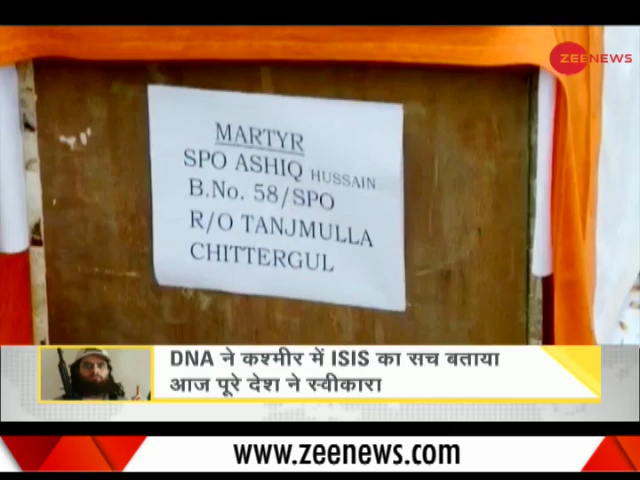 ZEENEWS
MARTYR
SPO ASHIQ HUSSAIN
B.No. 58/SPO
R/O TANJMULLA
CHITTERGUL
DNA ने कश्मीर में ISIS का सच बताया
आज पूरे देश ने स्वीकारा
www.zeenews.com